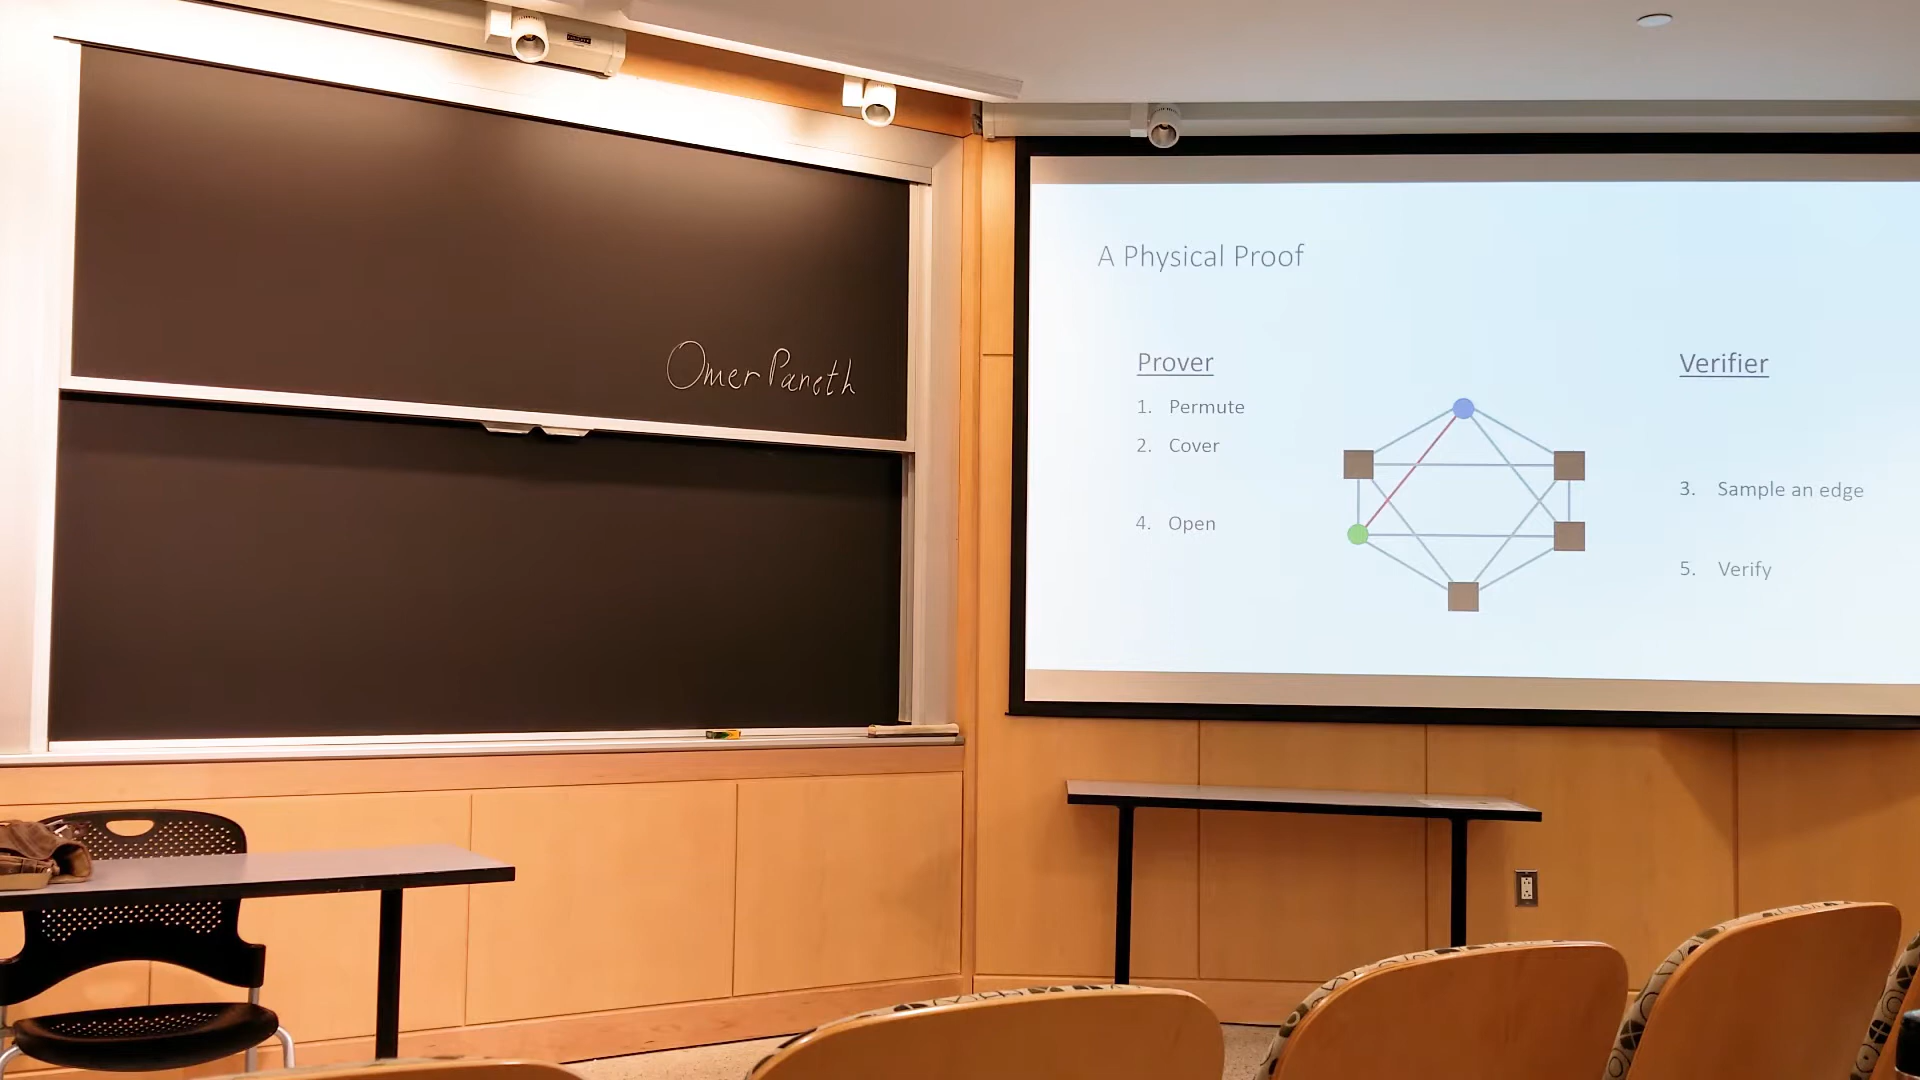 Omer Paneth
A Physical Proof
Prover
1. Permute
2. Cover
4. Open
Verifier
3. Sample an edge
5. Verify